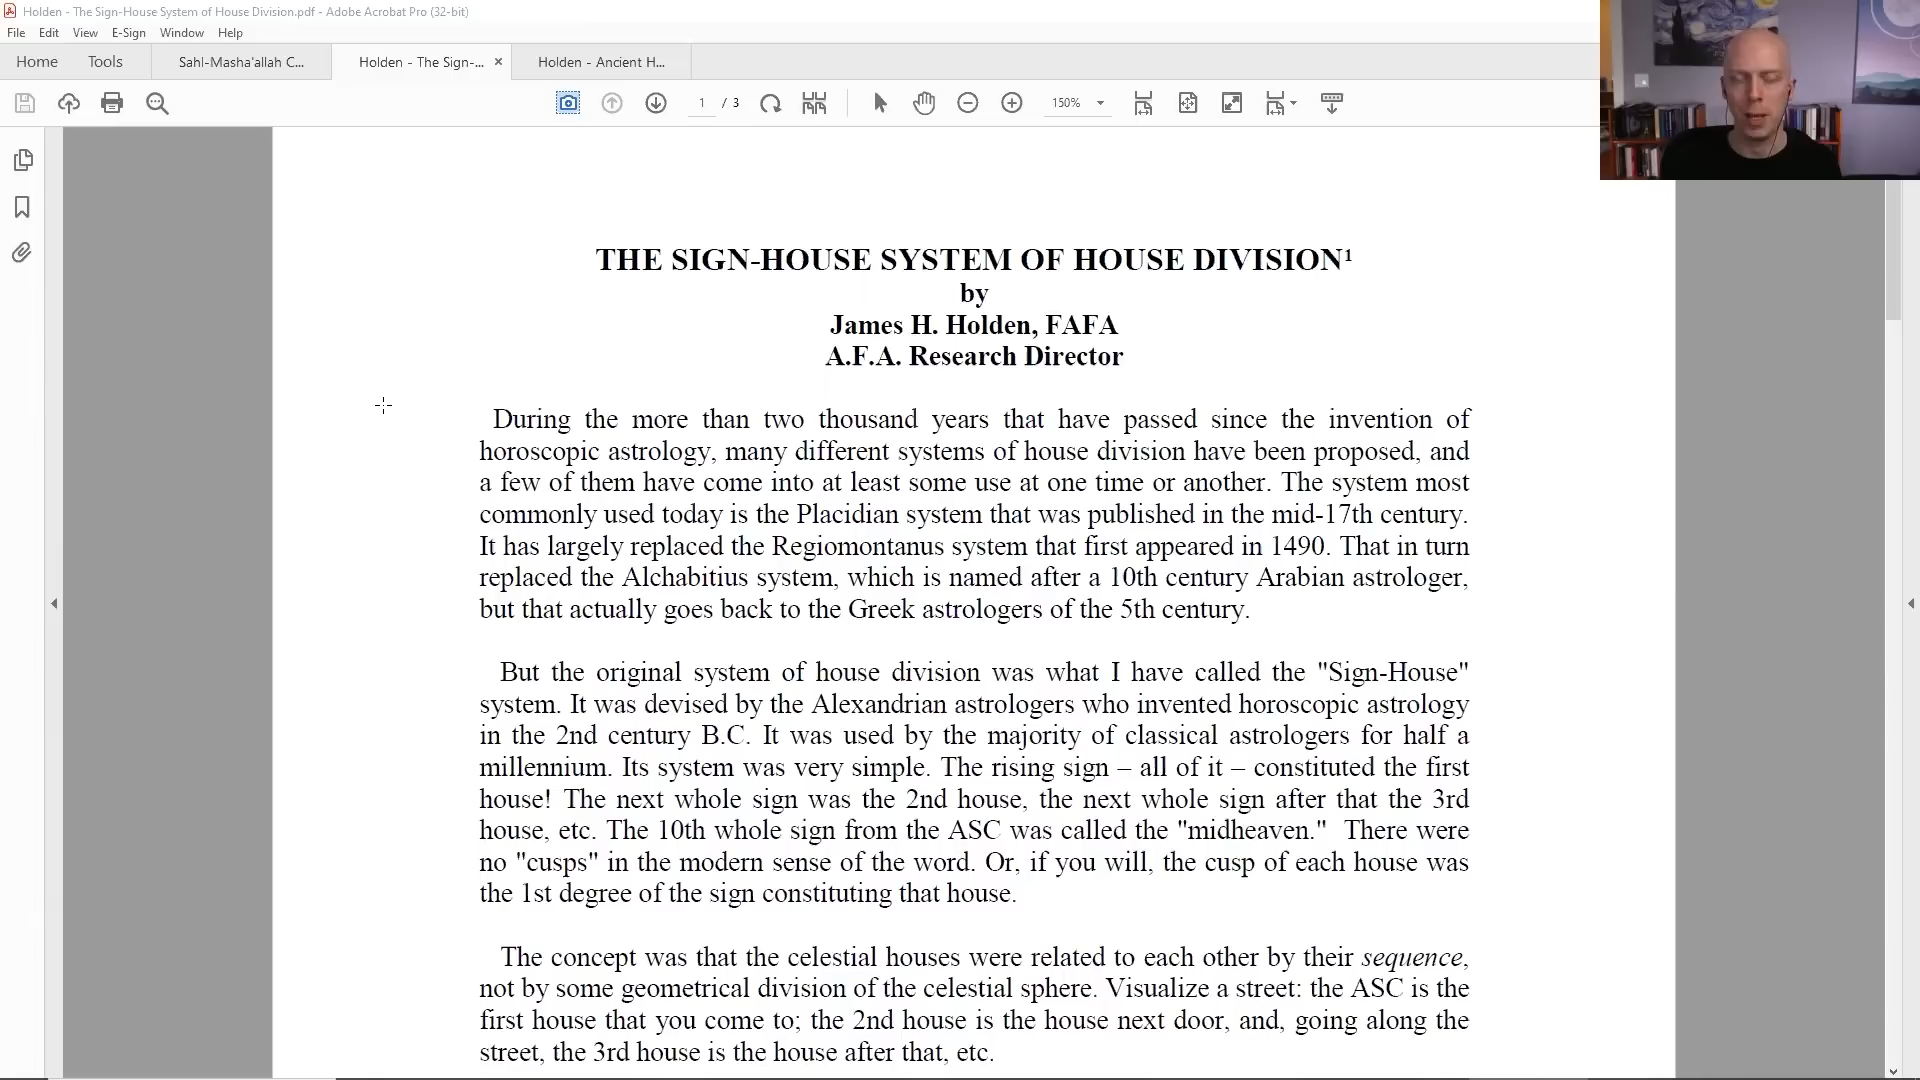 Holden - The Sign-House System of House Division.pdf - Adobe Acrobat Pro (32-bit)
File Edit View E-Sign Window Help
Home Tools Sahl-Masha'allah C... Holden - The Sign-... × Holden - Ancient H...
1 / 3 150%
THE SIGN-HOUSE SYSTEM OF HOUSE DIVISION¹
by
James H. Holden, FAFA
A.F.A. Research Director
During the more than two thousand years that have passed since the invention of
horoscopic astrology, many different systems of house division have been proposed, and
a few of them have come into at least some use at one time or another. The system most
commonly used today is the Placidian system that was published in the mid-17th century.
It has largely replaced the Regiomontanus system that first appeared in 1490. That in turn
replaced the Alchabitius system, which is named after a 10th century Arabian astrologer,
but that actually goes back to the Greek astrologers of the 5th century.
But the original system of house division was what I have called the "Sign-House"
system. It was devised by the Alexandrian astrologers who invented horoscopic astrology
in the 2nd century B.C. It was used by the majority of classical astrologers for half a
millennium. Its system was very simple. The rising sign – all of it – constituted the first
house! The next whole sign was the 2nd house, the next whole sign after that the 3rd
house, etc. The 10th whole sign from the ASC was called the "midheaven." There were
no "cusps" in the modern sense of the word. Or, if you will, the cusp of each house was
the 1st degree of the sign constituting that house.
The concept was that the celestial houses were related to each other by their sequence,
not by some geometrical division of the celestial sphere. Visualize a street: the ASC is the
first house that you come to; the 2nd house is the house next door, and, going along the
street, the 3rd house is the house after that, etc.